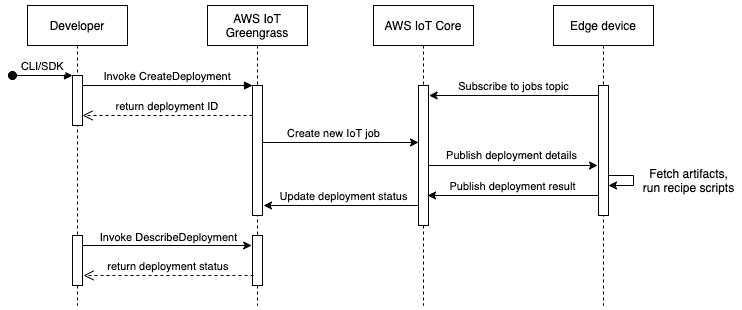 Developer
AWS IoT
Greengrass
AWS IoT Core
Edge device
CLI/SDK
Invoke CreateDeployment
Subscribe to jobs topic
return deployment ID
Create new IoT job
Publish deployment details
Fetch artifacts,
run recipe scripts
Publish deployment result
Update deployment status
Invoke DescribeDeployment
return deployment status